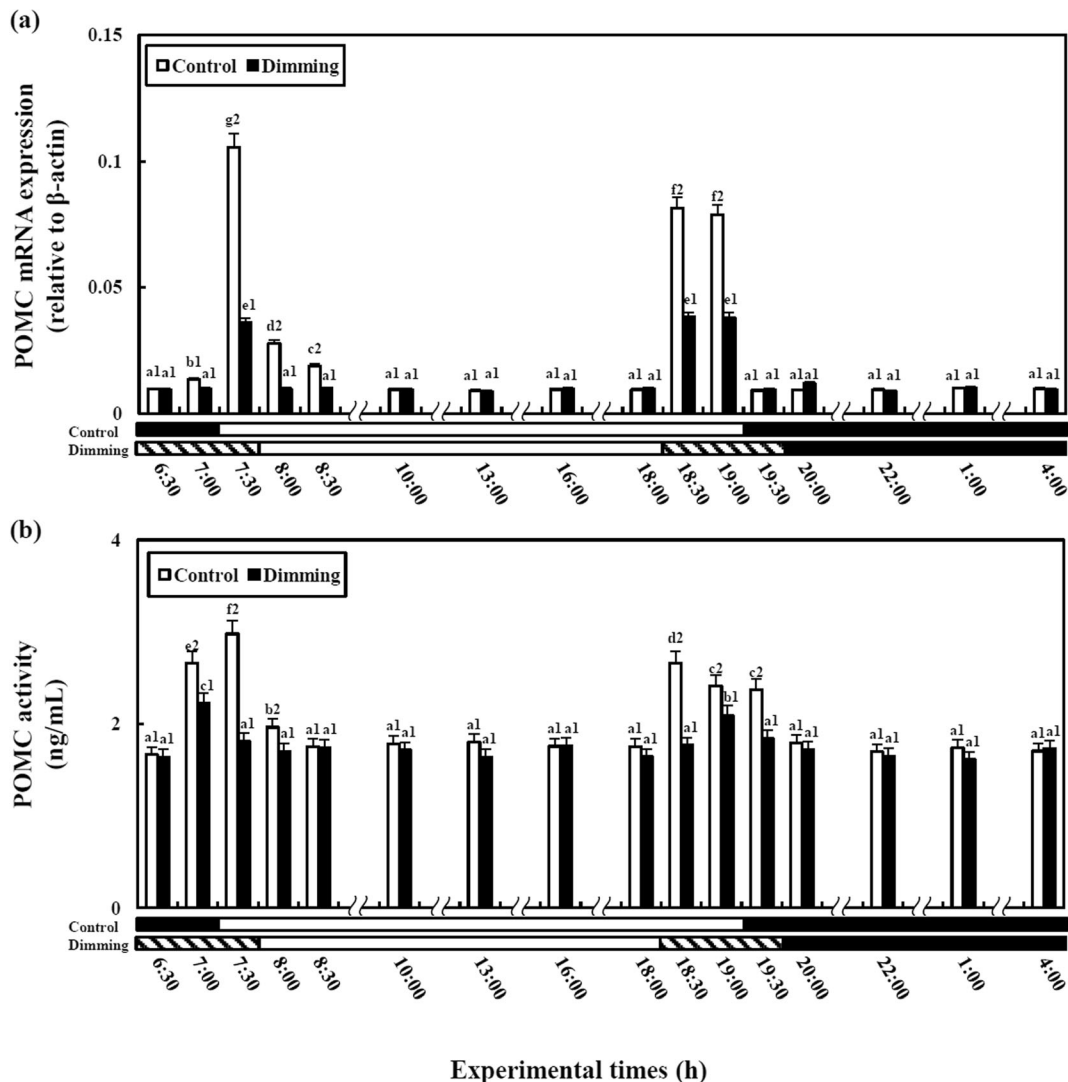 (a)
POMC mRNA expression
(relative to β-actin)
0.15
0.1
0.05
0
Control Dimming
a1 a1 b1 a1 g2 e1 d2 a1 c2 a1 a1 a1 a1 a1 a1 a1 a1 a1 f2 e1 f2 e1 a1 a1 a1 a1 a1 a1 a1 a1 a1 a1
Control
Dimming
6:30 7:00 7:30 8:00 8:30 10:00 13:00 16:00 18:00 18:30 19:00 19:30 20:00 22:00 1:00 4:00
(b)
POMC activity
(ng/mL)
4
2
0
Control Dimming
a1 a1 e2 c1 f2 a1 b2 a1 a1 a1 a1 a1 a1 a1 a1 a1 a1 a1 d2 a1 c2 b1 c2 a1 a1 a1 a1 a1 a1 a1 a1 a1
Control
Dimming
6:30 7:00 7:30 8:00 8:30 10:00 13:00 16:00 18:00 18:30 19:00 19:30 20:00 22:00 1:00 4:00
Experimental times (h)